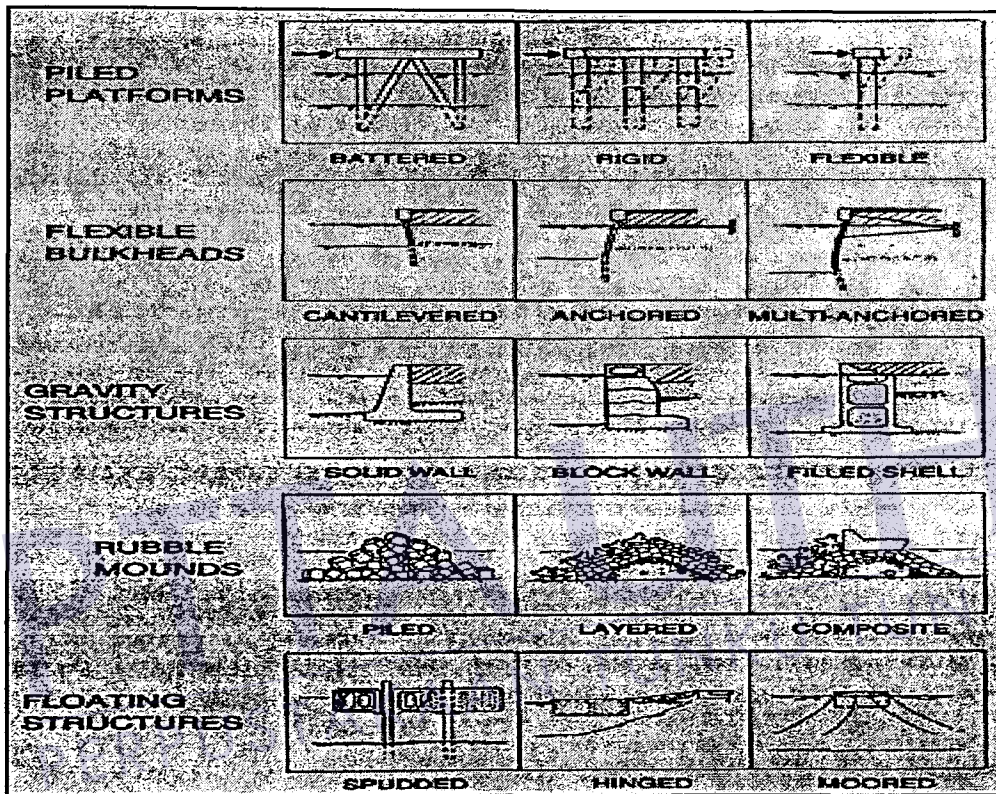 PILED
PLATFORMS
BATTERED RIGID FLEXIBLE
FLEXIBLE
BULKHEADS
CANTILEVERED ANCHORED MULTI-ANCHORED
GRAVITY
STRUCTURES
SOLID WALL BLOCK WALL FILLED SHELL
RUBBLE
MOUNDS
PILED LAYERED COMPOSITE
FLOATING
STRUCTURES
SPUDDED HINGED MOORED